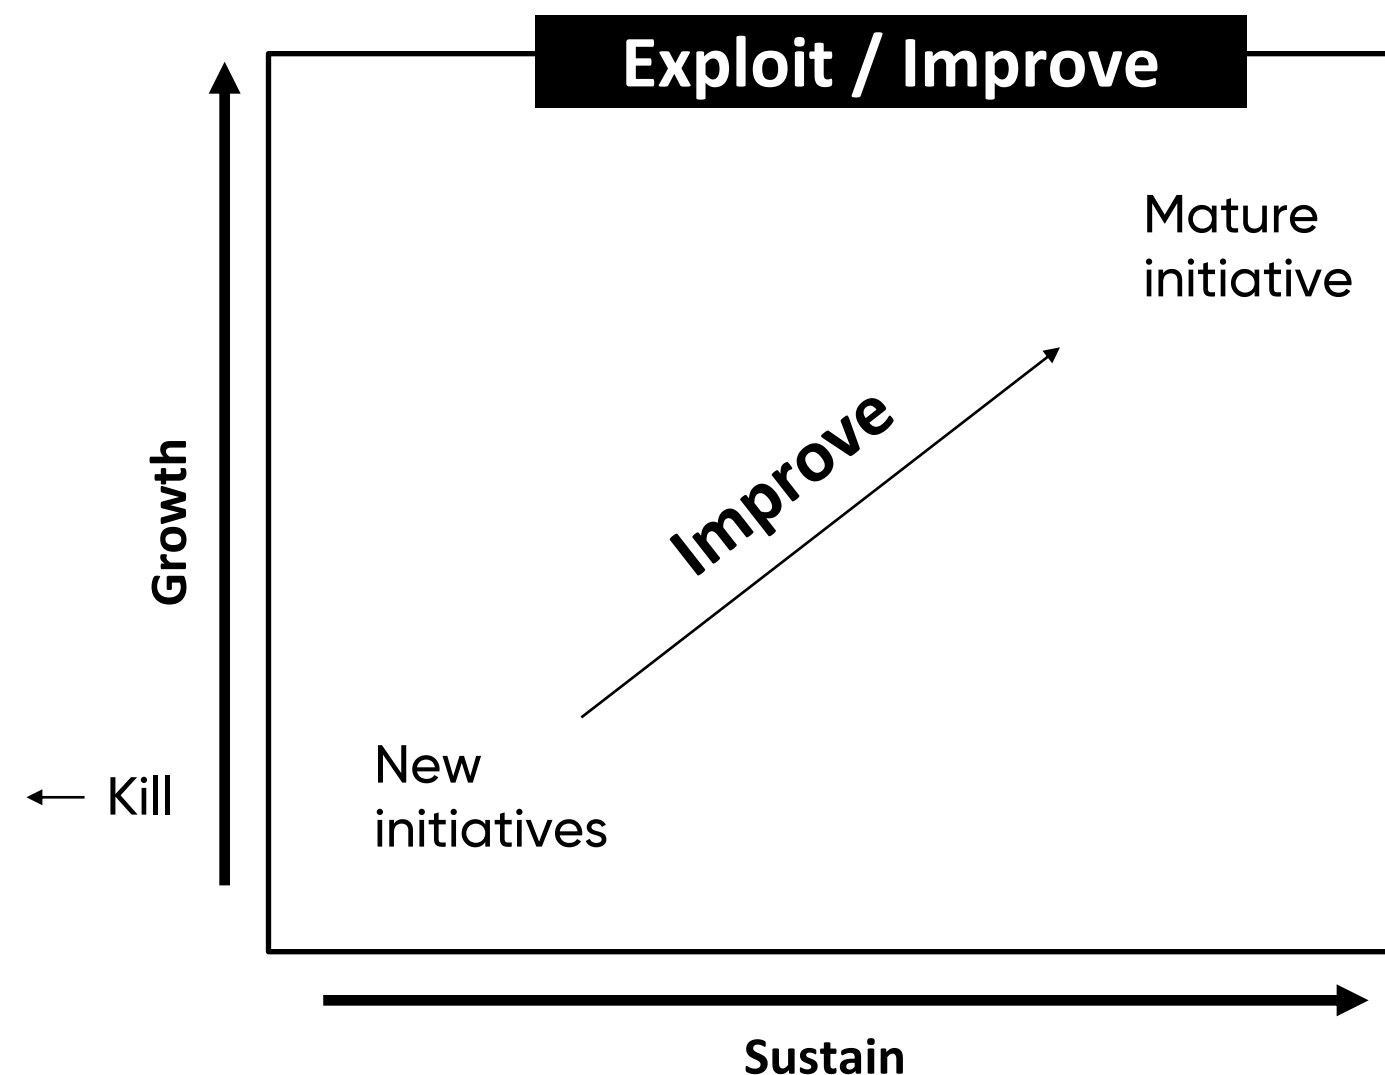 Exploit / Improve
Mature
initiative
Improve
Growth
New
initiatives
Kill
Sustain